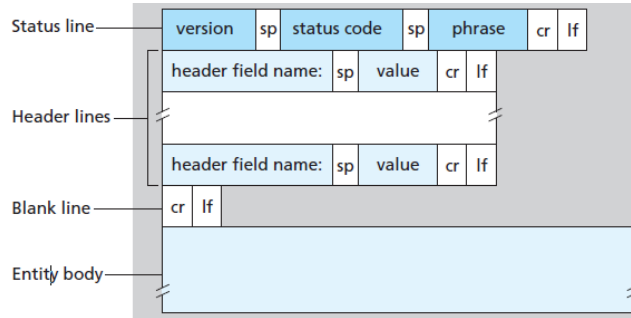 Status line version sp status code sp phrase cr lf
header field name: sp value cr lf
Header lines
header field name: sp value cr lf
Blank line cr lf
Entity body